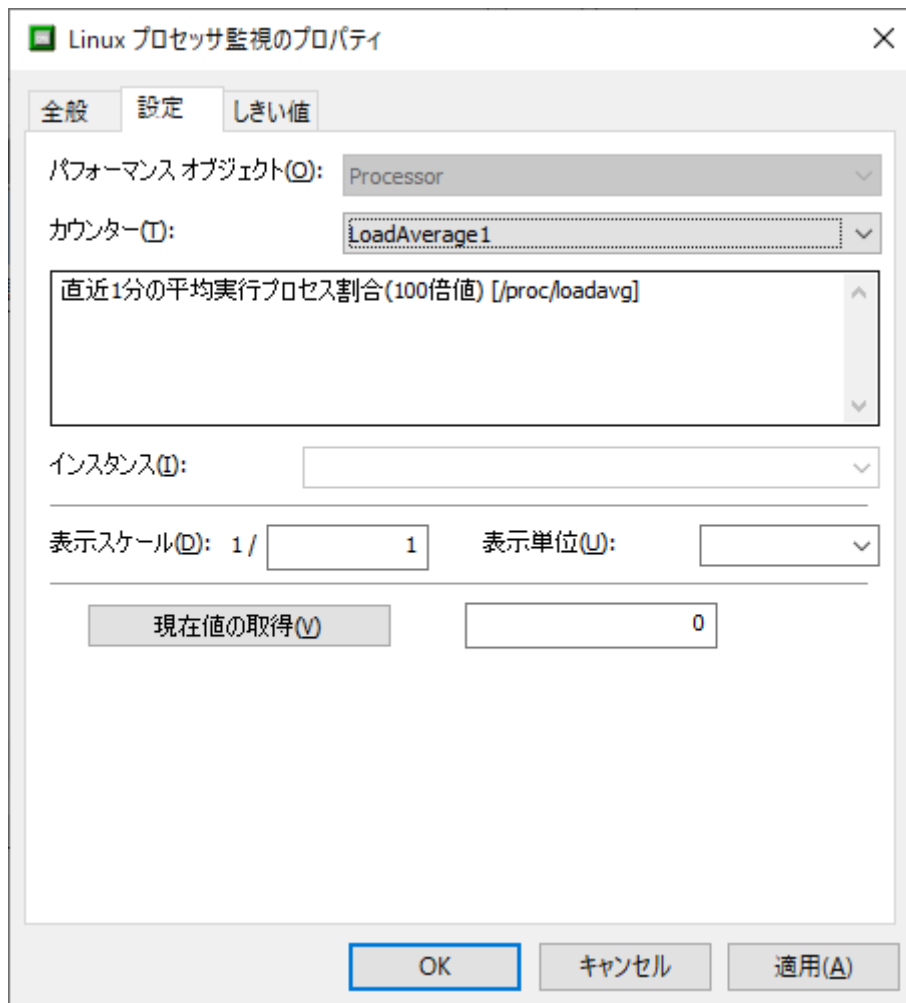 Linux プロセッサ監視のプロパティ
全般 設定 しきい値
パフォーマンス オブジェクト(O): Processor
カウンター(T): LoadAverage1
直近1分の平均実行プロセス割合(100倍値) [/proc/loadavg]
インスタンス(I):
表示スケール(D): 1 / 1 表示単位(U):
現在値の取得(V) 0
OK キャンセル 適用(A)